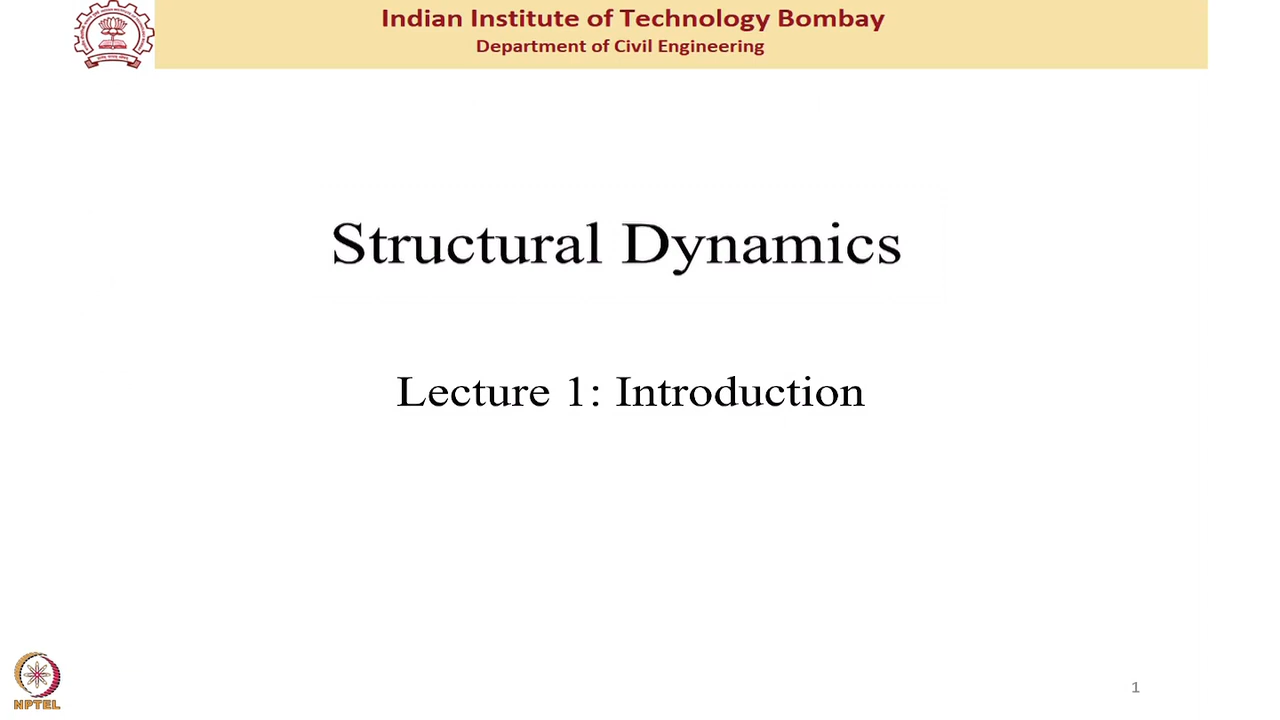 Indian Institute of Technology Bombay
Department of Civil Engineering
Structural Dynamics
Lecture 1: Introduction
NPTEL
1